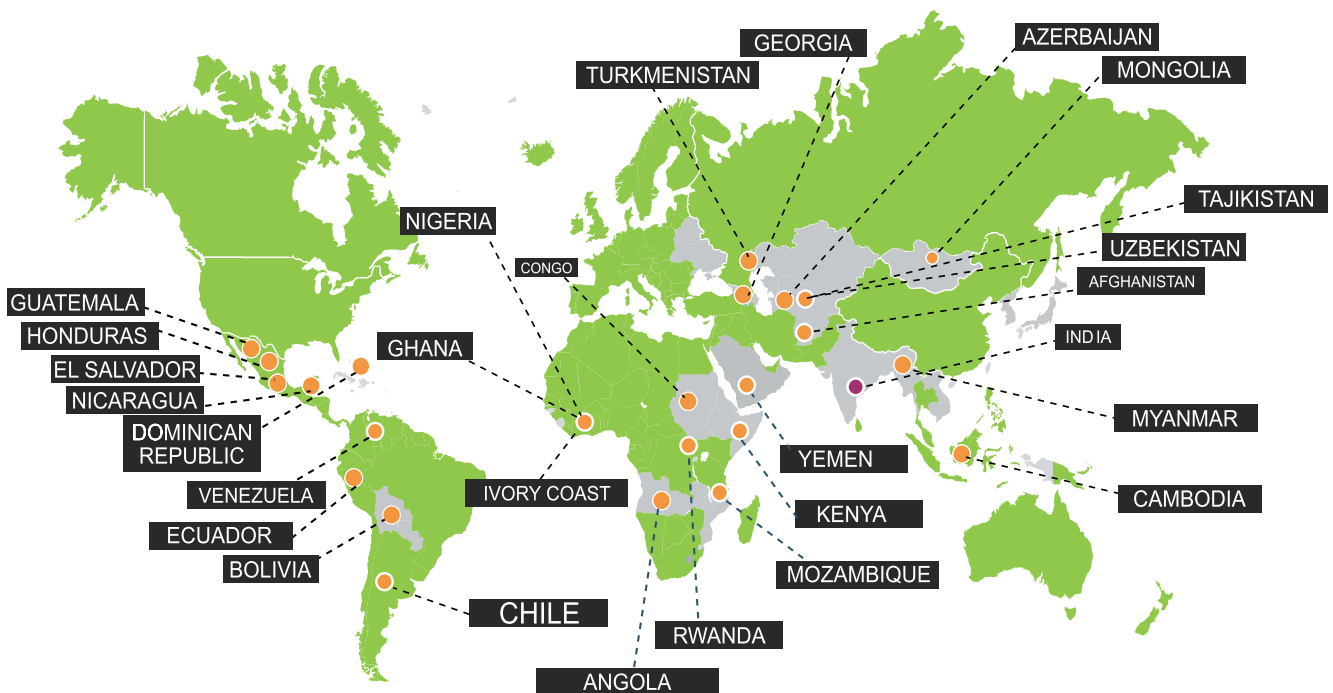 GEORGIA
AZERBAIJAN
TURKMENISTAN
MONGOLIA
TAJIKISTAN
NIGERIA
UZBEKISTAN
CONGO
AFGHANISTAN
GUATEMALA
HONDURAS
INDIA
GHANA
EL SALVADOR
NICARAGUA
MYANMAR
DOMINICAN
REPUBLIC
YEMEN
VENEZUELA
IVORY COAST
CAMBODIA
KENYA
ECUADOR
BOLIVIA
MOZAMBIQUE
CHILE
RWANDA
ANGOLA